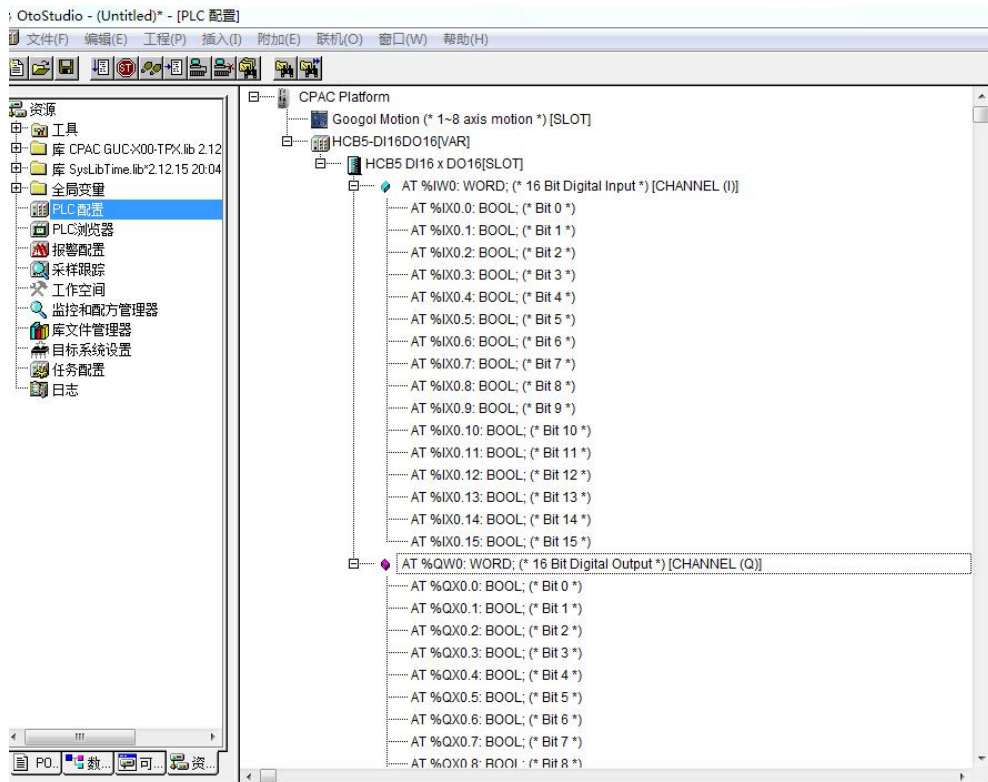 OtoStudio - (Untitled)* - [PLC 配置]
文件(F) 编辑(E) 工程(P) 插入(I) 附加(E) 联机(O) 窗口(W) 帮助(H)
资源
工具
库 CPAC GUC-X00-TPX.lib 2.12
库 SysLibTime.lib*2.12.15 20:04
全局变量
PLC 配置
PLC浏览器
报警配置
采样跟踪
工作空间
监控和配方管理器
库文件管理器
目标系统设置
任务配置
日志
PO...
数...
可...
资...
CPAC Platform
Googol Motion (* 1~8 axis motion *) [SLOT]
HCB5-DI16DO16[VAR]
HCB5 DI16 x DO16[SLOT]
AT %IW0: WORD; (* 16 Bit Digital Input *) [CHANNEL (I)]
AT %IX0.0: BOOL; (* Bit 0 *)
AT %IX0.1: BOOL; (* Bit 1 *)
AT %IX0.2: BOOL; (* Bit 2 *)
AT %IX0.3: BOOL; (* Bit 3 *)
AT %IX0.4: BOOL; (* Bit 4 *)
AT %IX0.5: BOOL; (* Bit 5 *)
AT %IX0.6: BOOL; (* Bit 6 *)
AT %IX0.7: BOOL; (* Bit 7 *)
AT %IX0.8: BOOL; (* Bit 8 *)
AT %IX0.9: BOOL; (* Bit 9 *)
AT %IX0.10: BOOL; (* Bit 10 *)
AT %IX0.11: BOOL; (* Bit 11 *)
AT %IX0.12: BOOL; (* Bit 12 *)
AT %IX0.13: BOOL; (* Bit 13 *)
AT %IX0.14: BOOL; (* Bit 14 *)
AT %IX0.15: BOOL; (* Bit 15 *)
AT %QW0: WORD; (* 16 Bit Digital Output *) [CHANNEL (Q)]
AT %QX0.0: BOOL; (* Bit 0 *)
AT %QX0.1: BOOL; (* Bit 1 *)
AT %QX0.2: BOOL; (* Bit 2 *)
AT %QX0.3: BOOL; (* Bit 3 *)
AT %QX0.4: BOOL; (* Bit 4 *)
AT %QX0.5: BOOL; (* Bit 5 *)
AT %QX0.6: BOOL; (* Bit 6 *)
AT %QX0.7: BOOL; (* Bit 7 *)
AT %QX0.8: BOOL; (* Bit 8 *)